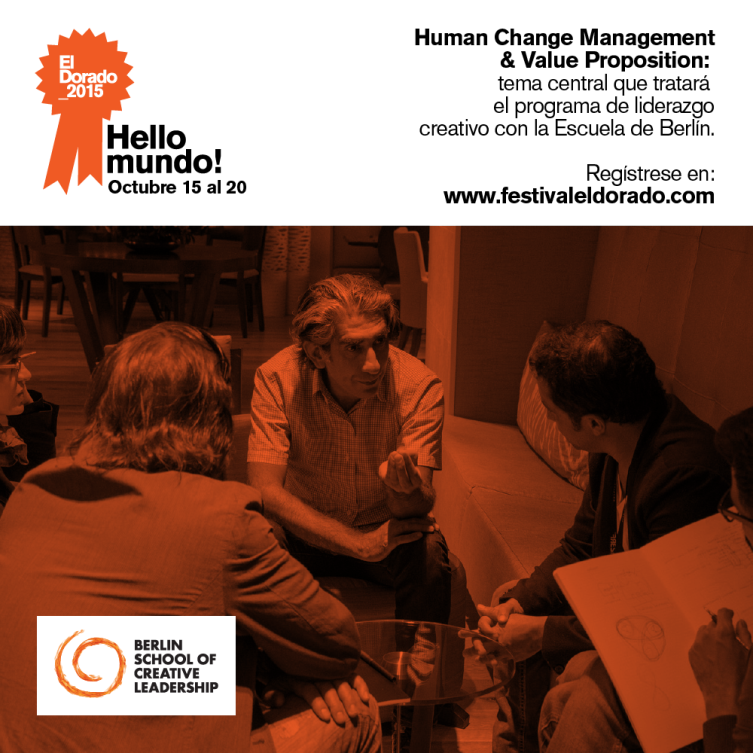 El
Dorado
_2015
Hello
mundo!
Octubre 15 al 20
Human Change Management
& Value Proposition:
tema central que tratará
el programa de liderazgo
creativo con la Escuela de Berlín.
Regístrese en:
www.festivaleldorado.com
BERLIN
SCHOOL OF
CREATIVE
LEADERSHIP